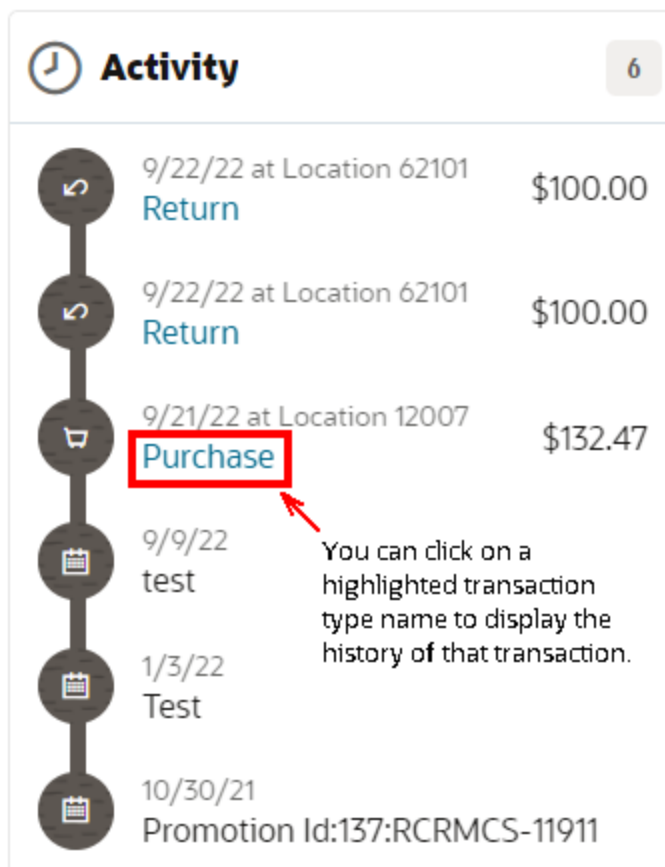 Activity
6
9/22/22 at Location 62101
Return
$100.00
9/22/22 at Location 62101
Return
$100.00
9/21/22 at Location 12007
Purchase
$132.47
9/9/22
test
You can click on a
highlighted transaction
type name to display the
history of that transaction.
1/3/22
Test
10/30/21
Promotion Id:137:RCRMCS-11911